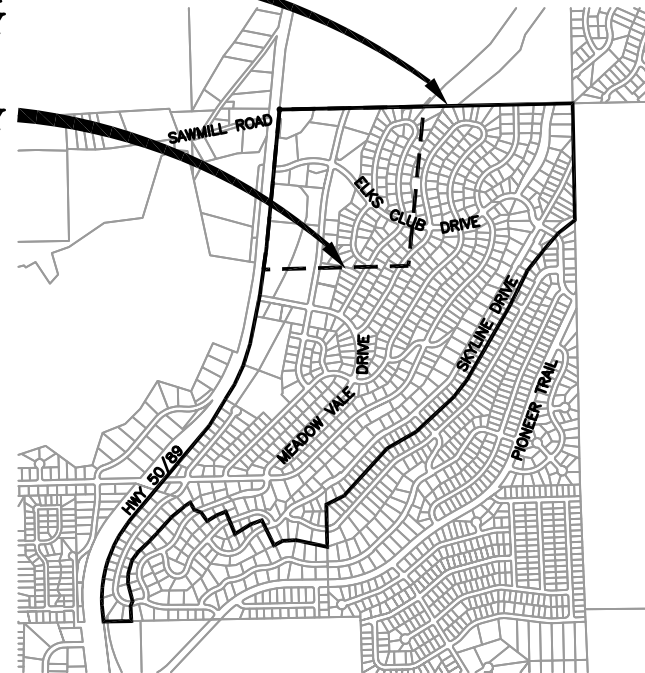 Y
Y
SAWMILL ROAD
ELKS CLUB DRIVE
SKYLINE DRIVE
MEADOW VALE DRIVE
PIONEER TRAIL
HWY 50/89